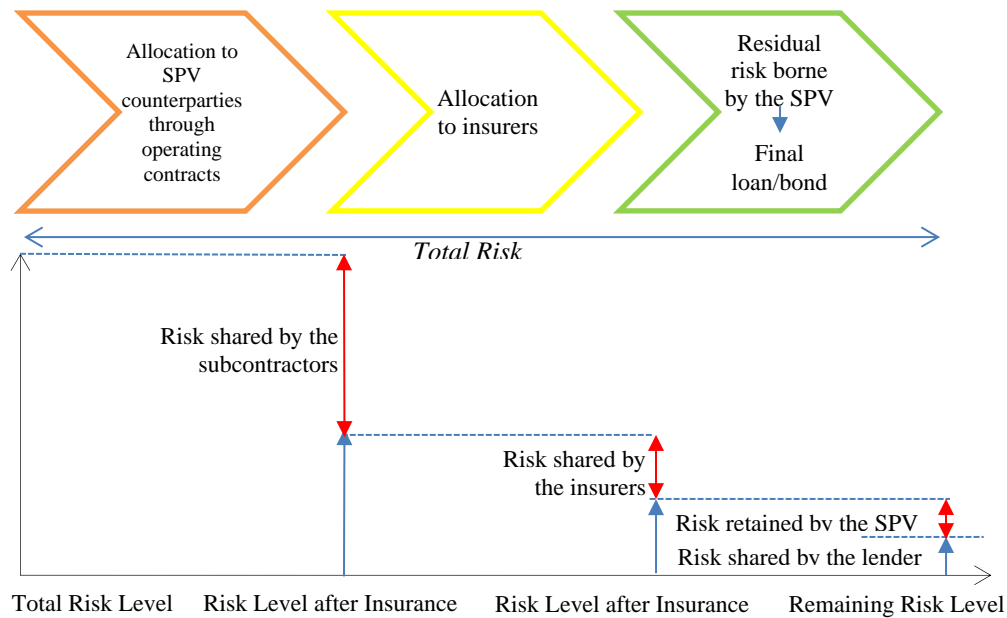 Allocation to
SPV
counterparties
through
operating
contracts
Allocation
to insurers
Residual
risk borne
by the SPV
Final
loan/bond
Total Risk
Risk shared by the
subcontractors
Risk shared by
the insurers
Risk retained by the SPV
Risk shared by the lender
Total Risk Level
Risk Level after Insurance
Risk Level after Insurance
Remaining Risk Level